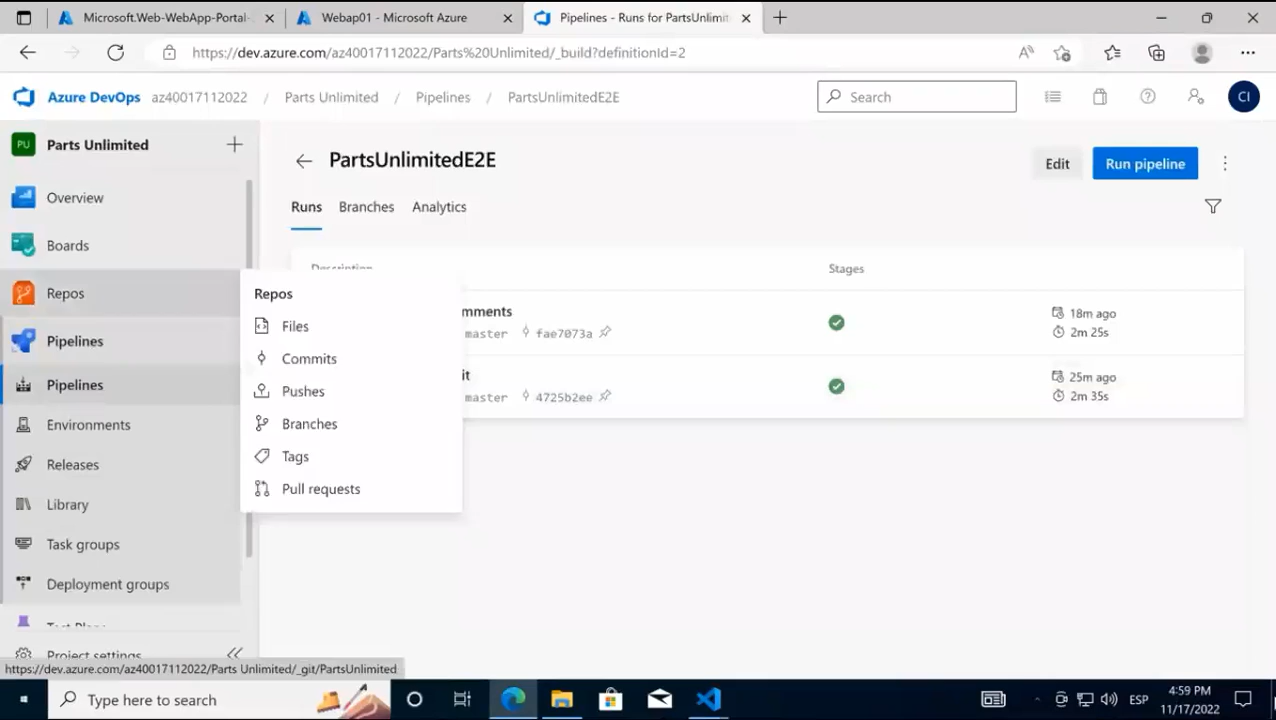 Microsoft.Web-WebApp-Portal-
Webap01 - Microsoft Azure
Pipelines - Runs for PartsUnlimit
https://dev.azure.com/az40017112022/Parts%20Unlimited/_build?definitionId=2
Azure DevOps az40017112022 / Parts Unlimited / Pipelines / PartsUnlimitedE2E
Search
CI
PU Parts Unlimited
Overview
Boards
Repos
Pipelines
Pipelines
Environments
Releases
Library
Task groups
Deployment groups
Test Plans
Project settings
Repos
Files
Commits
Pushes
Branches
Tags
Pull requests
PartsUnlimitedE2E
Edit
Run pipeline
Runs Branches Analytics
Description Stages
mments
master fae7073a
18m ago
2m 25s
it
master 4725b2ee
25m ago
2m 35s
https://dev.azure.com/az40017112022/Parts Unlimited/_git/PartsUnlimited
Type here to search
ESP
4:59 PM
11/17/2022